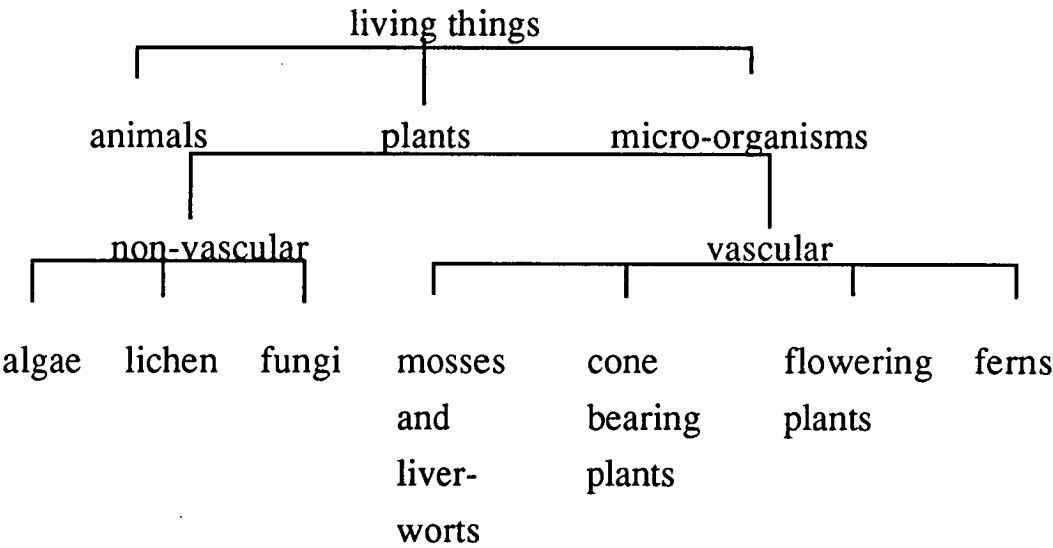 living things
animals plants micro-organisms
non-vascular vascular
algae lichen fungi mosses cone flowering ferns
and bearing plants
liver- plants
worts